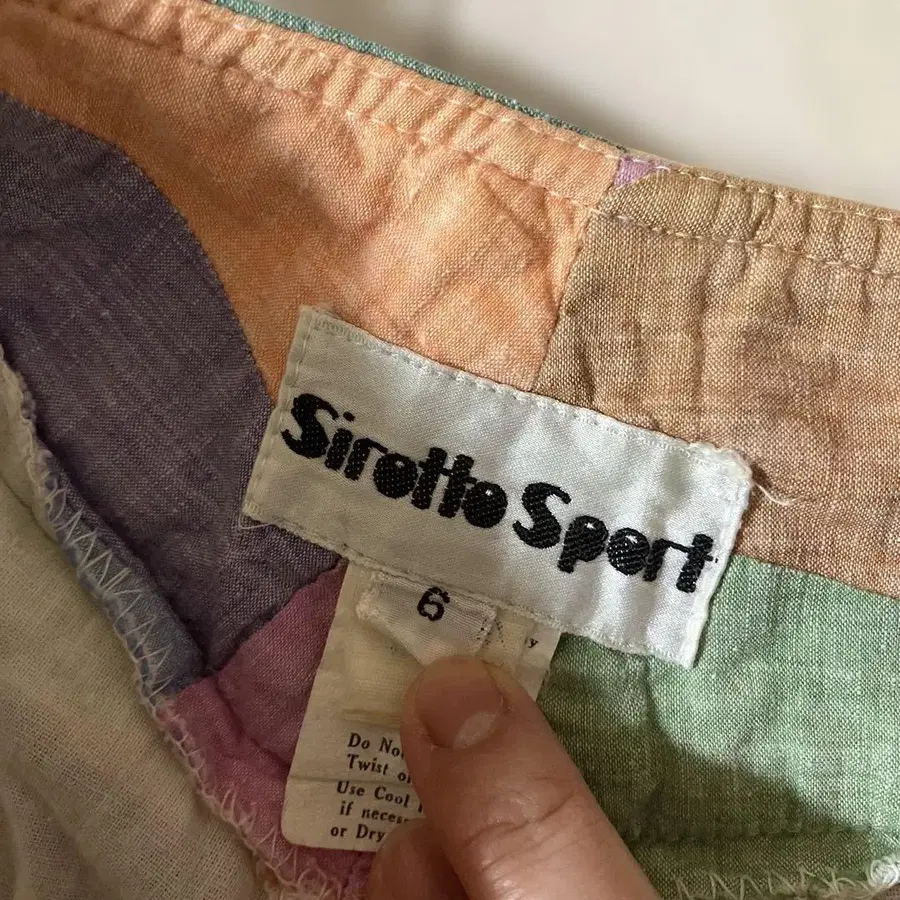 Sirotto Sport
6
y
Do No
Twist o
Use Cool
if neces
or Dry